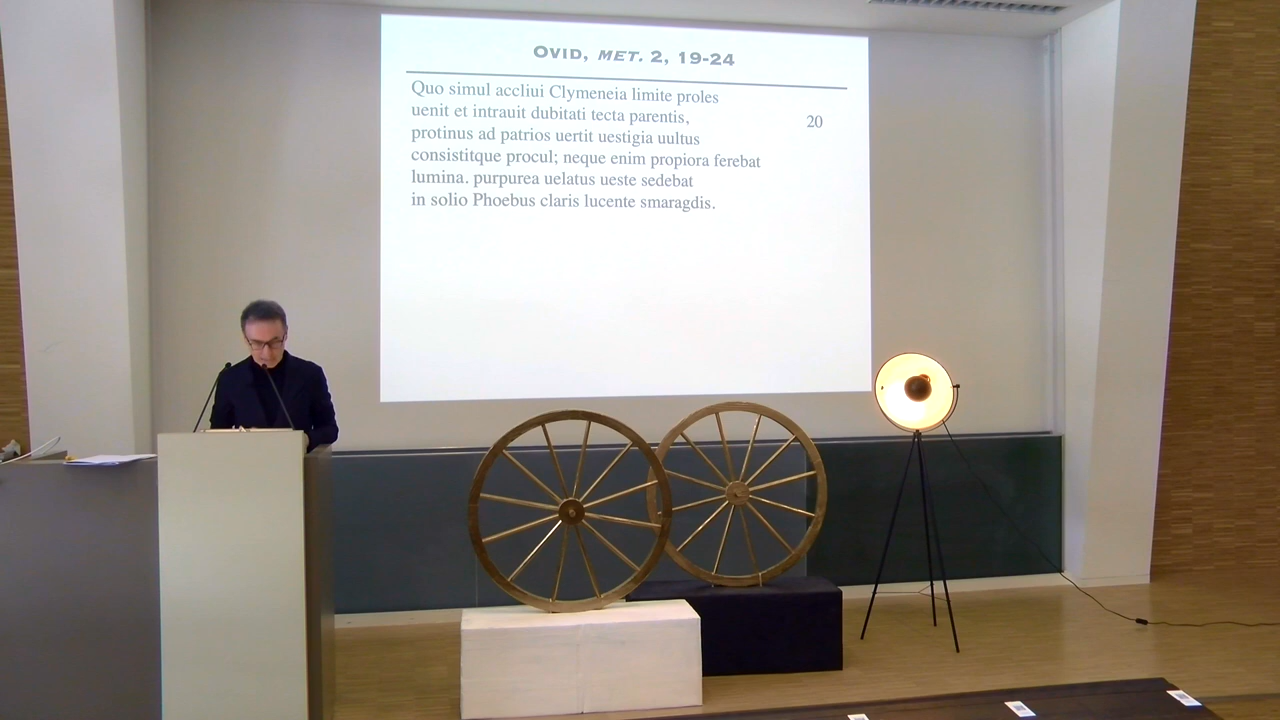 OVID, MET. 2, 19-24
Quo simul accliui Clymeneia limite proles
uenit et intrauit dubitati tecta parentis, 20
protinus ad patrios uertit uestigia uultus
consistitque procul; neque enim propiora ferebat
lumina. purpurea uelatus ueste sedebat
in solio Phoebus claris lucente smaragdis.